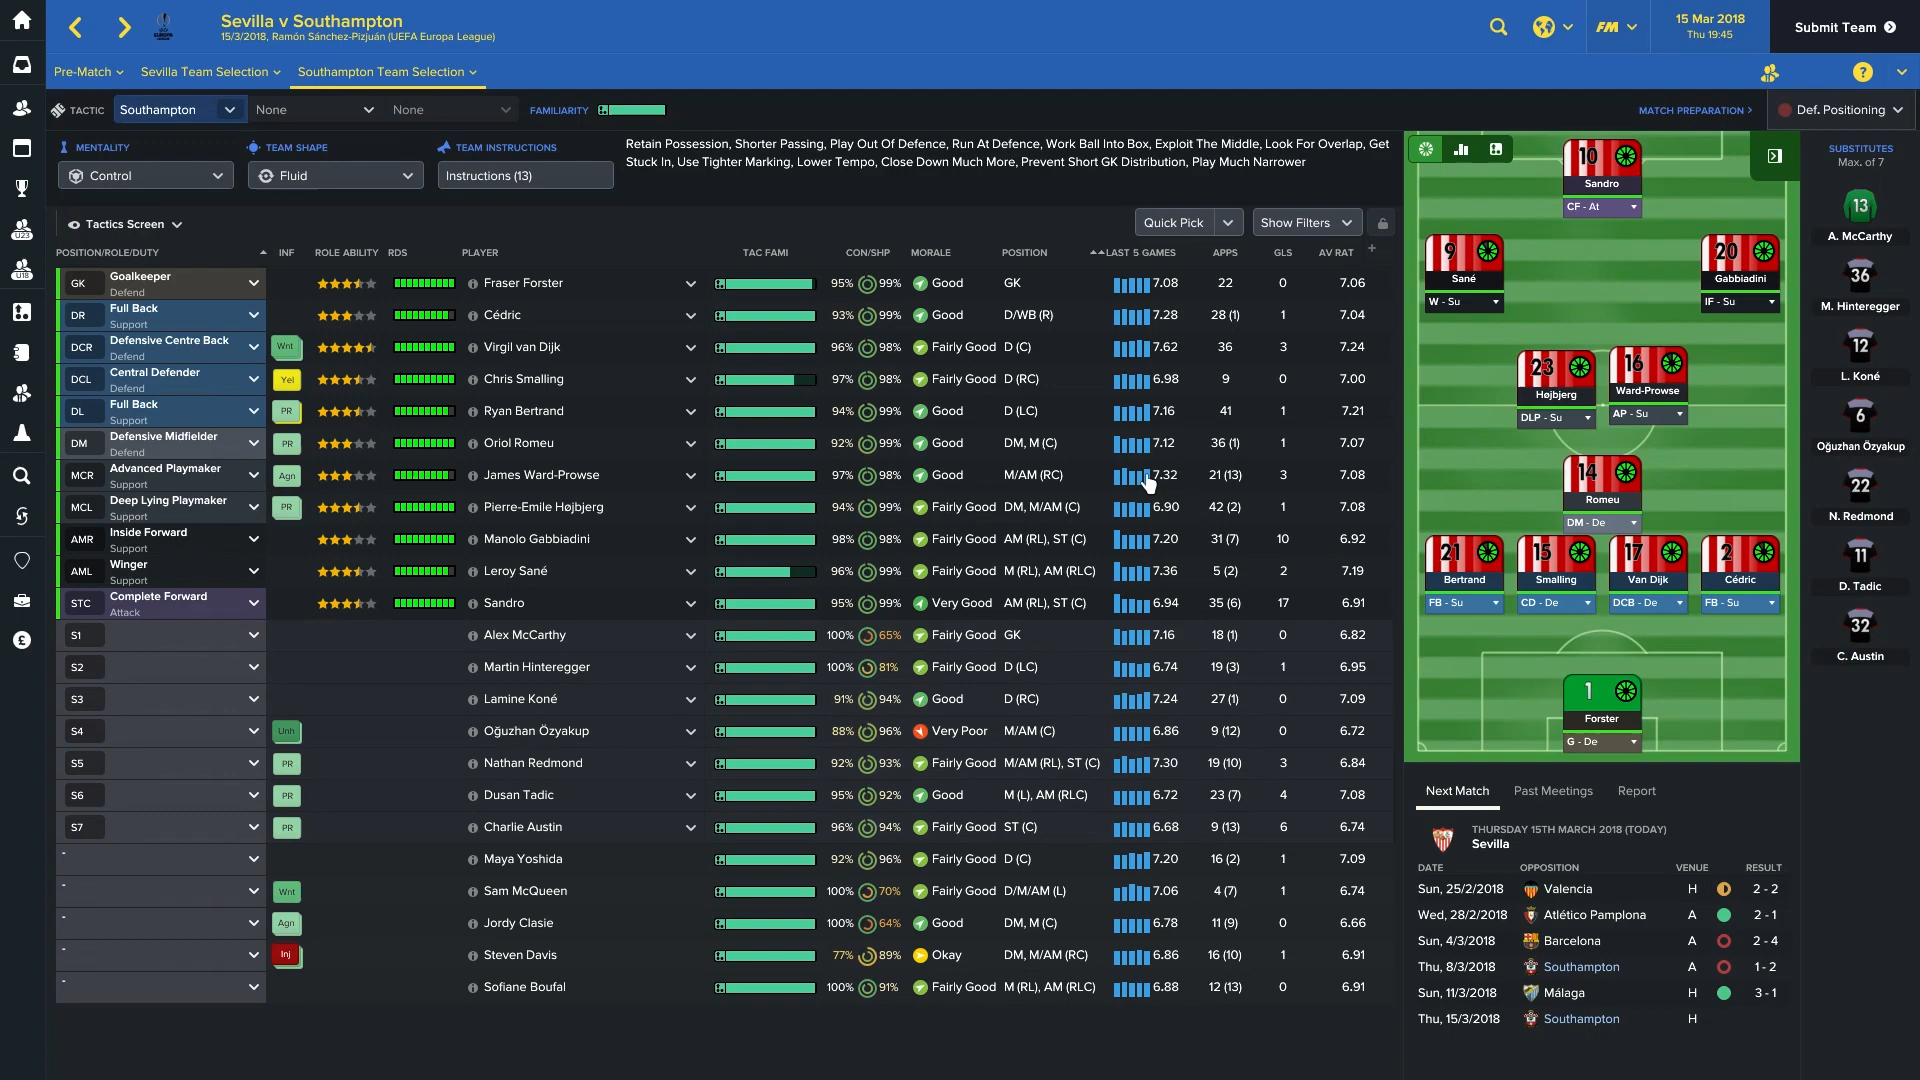 Sevilla v Southampton
15/3/2018, Ramón Sánchez-Pizjuán (UEFA Europa League)
FM
15 Mar 2018
Thu 19:45
Submit Team
Pre-Match
Sevilla Team Selection
Southampton Team Selection
?
TACTIC
Southampton
None
None
FAMILIARITY
MATCH PREPARATION >
Def. Positioning
MENTALITY
Control
TEAM SHAPE
Fluid
TEAM INSTRUCTIONS
Instructions (13)
Retain Possession, Shorter Passing, Play Out Of Defence, Run At Defence, Work Ball Into Box, Exploit The Middle, Look For Overlap, Get
Stuck In, Use Tighter Marking, Lower Tempo, Close Down Much More, Prevent Short GK Distribution, Play Much Narrower
Tactics Screen
Quick Pick
Show Filters
POSITION/ROLE/DUTY INF ROLE ABILITY RDS PLAYER TAC FAMI CON/SHP MORALE POSITION LAST 5 GAMES APPS GLS AV RAT +
GK Goalkeeper Defend Fraser Forster 95% 99% Good GK 7.08 22 0 7.06
DR Full Back Support Cédric 93% 99% Good D/WB (R) 7.28 28 (1) 1 7.04
DCR Defensive Centre Back Defend Wnt Virgil van Dijk 96% 98% Fairly Good D (C) 7.62 36 3 7.24
DCL Central Defender Defend Yel Chris Smalling 97% 98% Fairly Good D (RC) 6.98 9 0 7.00
DL Full Back Support PR Ryan Bertrand 94% 99% Good D (LC) 7.16 41 1 7.21
DM Defensive Midfielder Defend PR Oriol Romeu 92% 99% Good DM, M (C) 7.12 36 (1) 1 7.07
MCR Advanced Playmaker Support Agn James Ward-Prowse 97% 98% Good M/AM (RC) 7.32 21 (13) 3 7.08
MCL Deep Lying Playmaker Support PR Pierre-Emile Højbjerg 94% 99% Fairly Good DM, M/AM (C) 6.90 42 (2) 1 7.08
AMR Inside Forward Support Manolo Gabbiadini 98% 98% Fairly Good AM (RL), ST (C) 7.20 31 (7) 10 6.92
AML Winger Support Leroy Sané 96% 99% Fairly Good M (RL), AM (RLC) 7.36 5 (2) 2 7.19
STC Complete Forward Attack Sandro 95% 99% Very Good AM (RL), ST (C) 6.94 35 (6) 17 6.91
S1 Alex McCarthy 100% 65% Fairly Good GK 7.16 18 (1) 0 6.82
S2 Martin Hinteregger 100% 81% Fairly Good D (LC) 6.74 19 (3) 1 6.95
S3 Lamine Koné 91% 94% Good D (RC) 7.24 27 (1) 0 7.09
S4 Unh Oğuzhan Özyakup 88% 96% Very Poor M/AM (C) 6.86 9 (12) 0 6.72
S5 PR Nathan Redmond 92% 93% Fairly Good M/AM (RL), ST (C) 7.30 19 (10) 3 6.84
S6 PR Dusan Tadic 95% 92% Good M (L), AM (RLC) 6.72 23 (7) 4 7.08
S7 PR Charlie Austin 96% 94% Fairly Good ST (C) 6.68 9 (13) 6 6.74
- Maya Yoshida 92% 96% Fairly Good D (C) 7.20 16 (2) 1 7.09
- Wnt Sam McQueen 100% 70% Fairly Good D/M/AM (L) 7.06 4 (7) 1 6.74
- Agn Jordy Clasie 100% 64% Good DM, M (C) 6.78 11 (9) 0 6.66
- Inj Steven Davis 77% 89% Okay DM, M/AM (RC) 6.86 16 (10) 1 6.91
- Sofiane Boufal 100% 91% Fairly Good M (RL), AM (RLC) 6.88 12 (13) 0 6.91
10
Sandro
CF - At
9 20
Sané Gabbiadini
W - Su IF - Su
23 16
Højbjerg Ward-Prowse
DLP - Su AP - Su
14
Romeu
DM - De
21 15 17 2
Bertrand Smalling Van Dijk Cédric
FB - Su CD - De DCB - De FB - Su
1
Forster
G - De
SUBSTITUTES
Max. of 7
13
A. McCarthy
36
M. Hinteregger
12
L. Koné
6
Oğuzhan Özyakup
22
N. Redmond
11
D. Tadic
32
C. Austin
Next Match Past Meetings Report
THURSDAY 15TH MARCH 2018 (TODAY)
Sevilla
DATE OPPOSITION VENUE RESULT
Sun, 25/2/2018 Valencia H 2 - 2
Wed, 28/2/2018 Atlético Pamplona A 2 - 1
Sun, 4/3/2018 Barcelona A 2 - 4
Thu, 8/3/2018 Southampton A 1 - 2
Sun, 11/3/2018 Málaga H 3 - 1
Thu, 15/3/2018 Southampton H